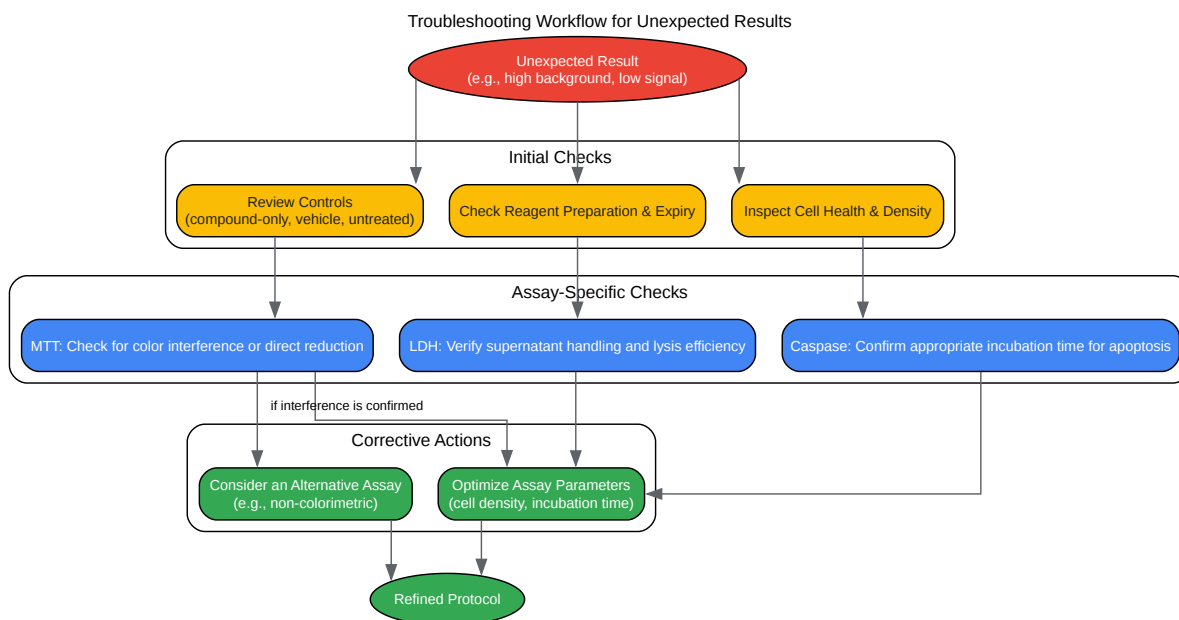 Troubleshooting Workflow for Unexpected Results
Unexpected Result
(e.g., high background, low signal)
Initial Checks
Review Controls
(compound-only, vehicle, untreated)
Check Reagent Preparation & Expiry
Inspect Cell Health & Density
Assay-Specific Checks
MTT: Check for color interference or direct reduction
LDH: Verify supernatant handling and lysis efficiency
Caspase: Confirm appropriate incubation time for apoptosis
if interference is confirmed
Corrective Actions
Consider an Alternative Assay
(e.g., non-colorimetric)
Optimize Assay Parameters
(cell density, incubation time)
Refined Protocol